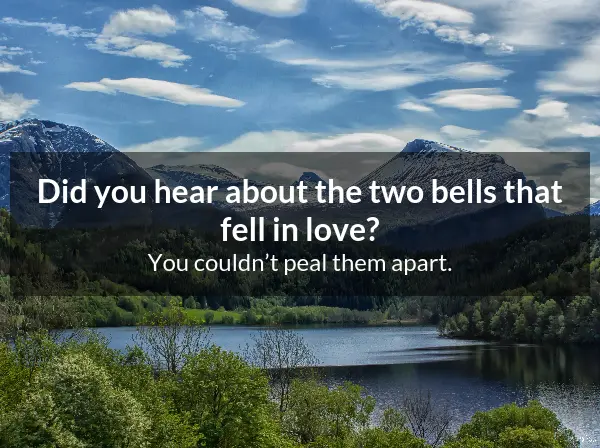 Did you hear about the two bells that
fell in love?
You couldn’t peal them apart.